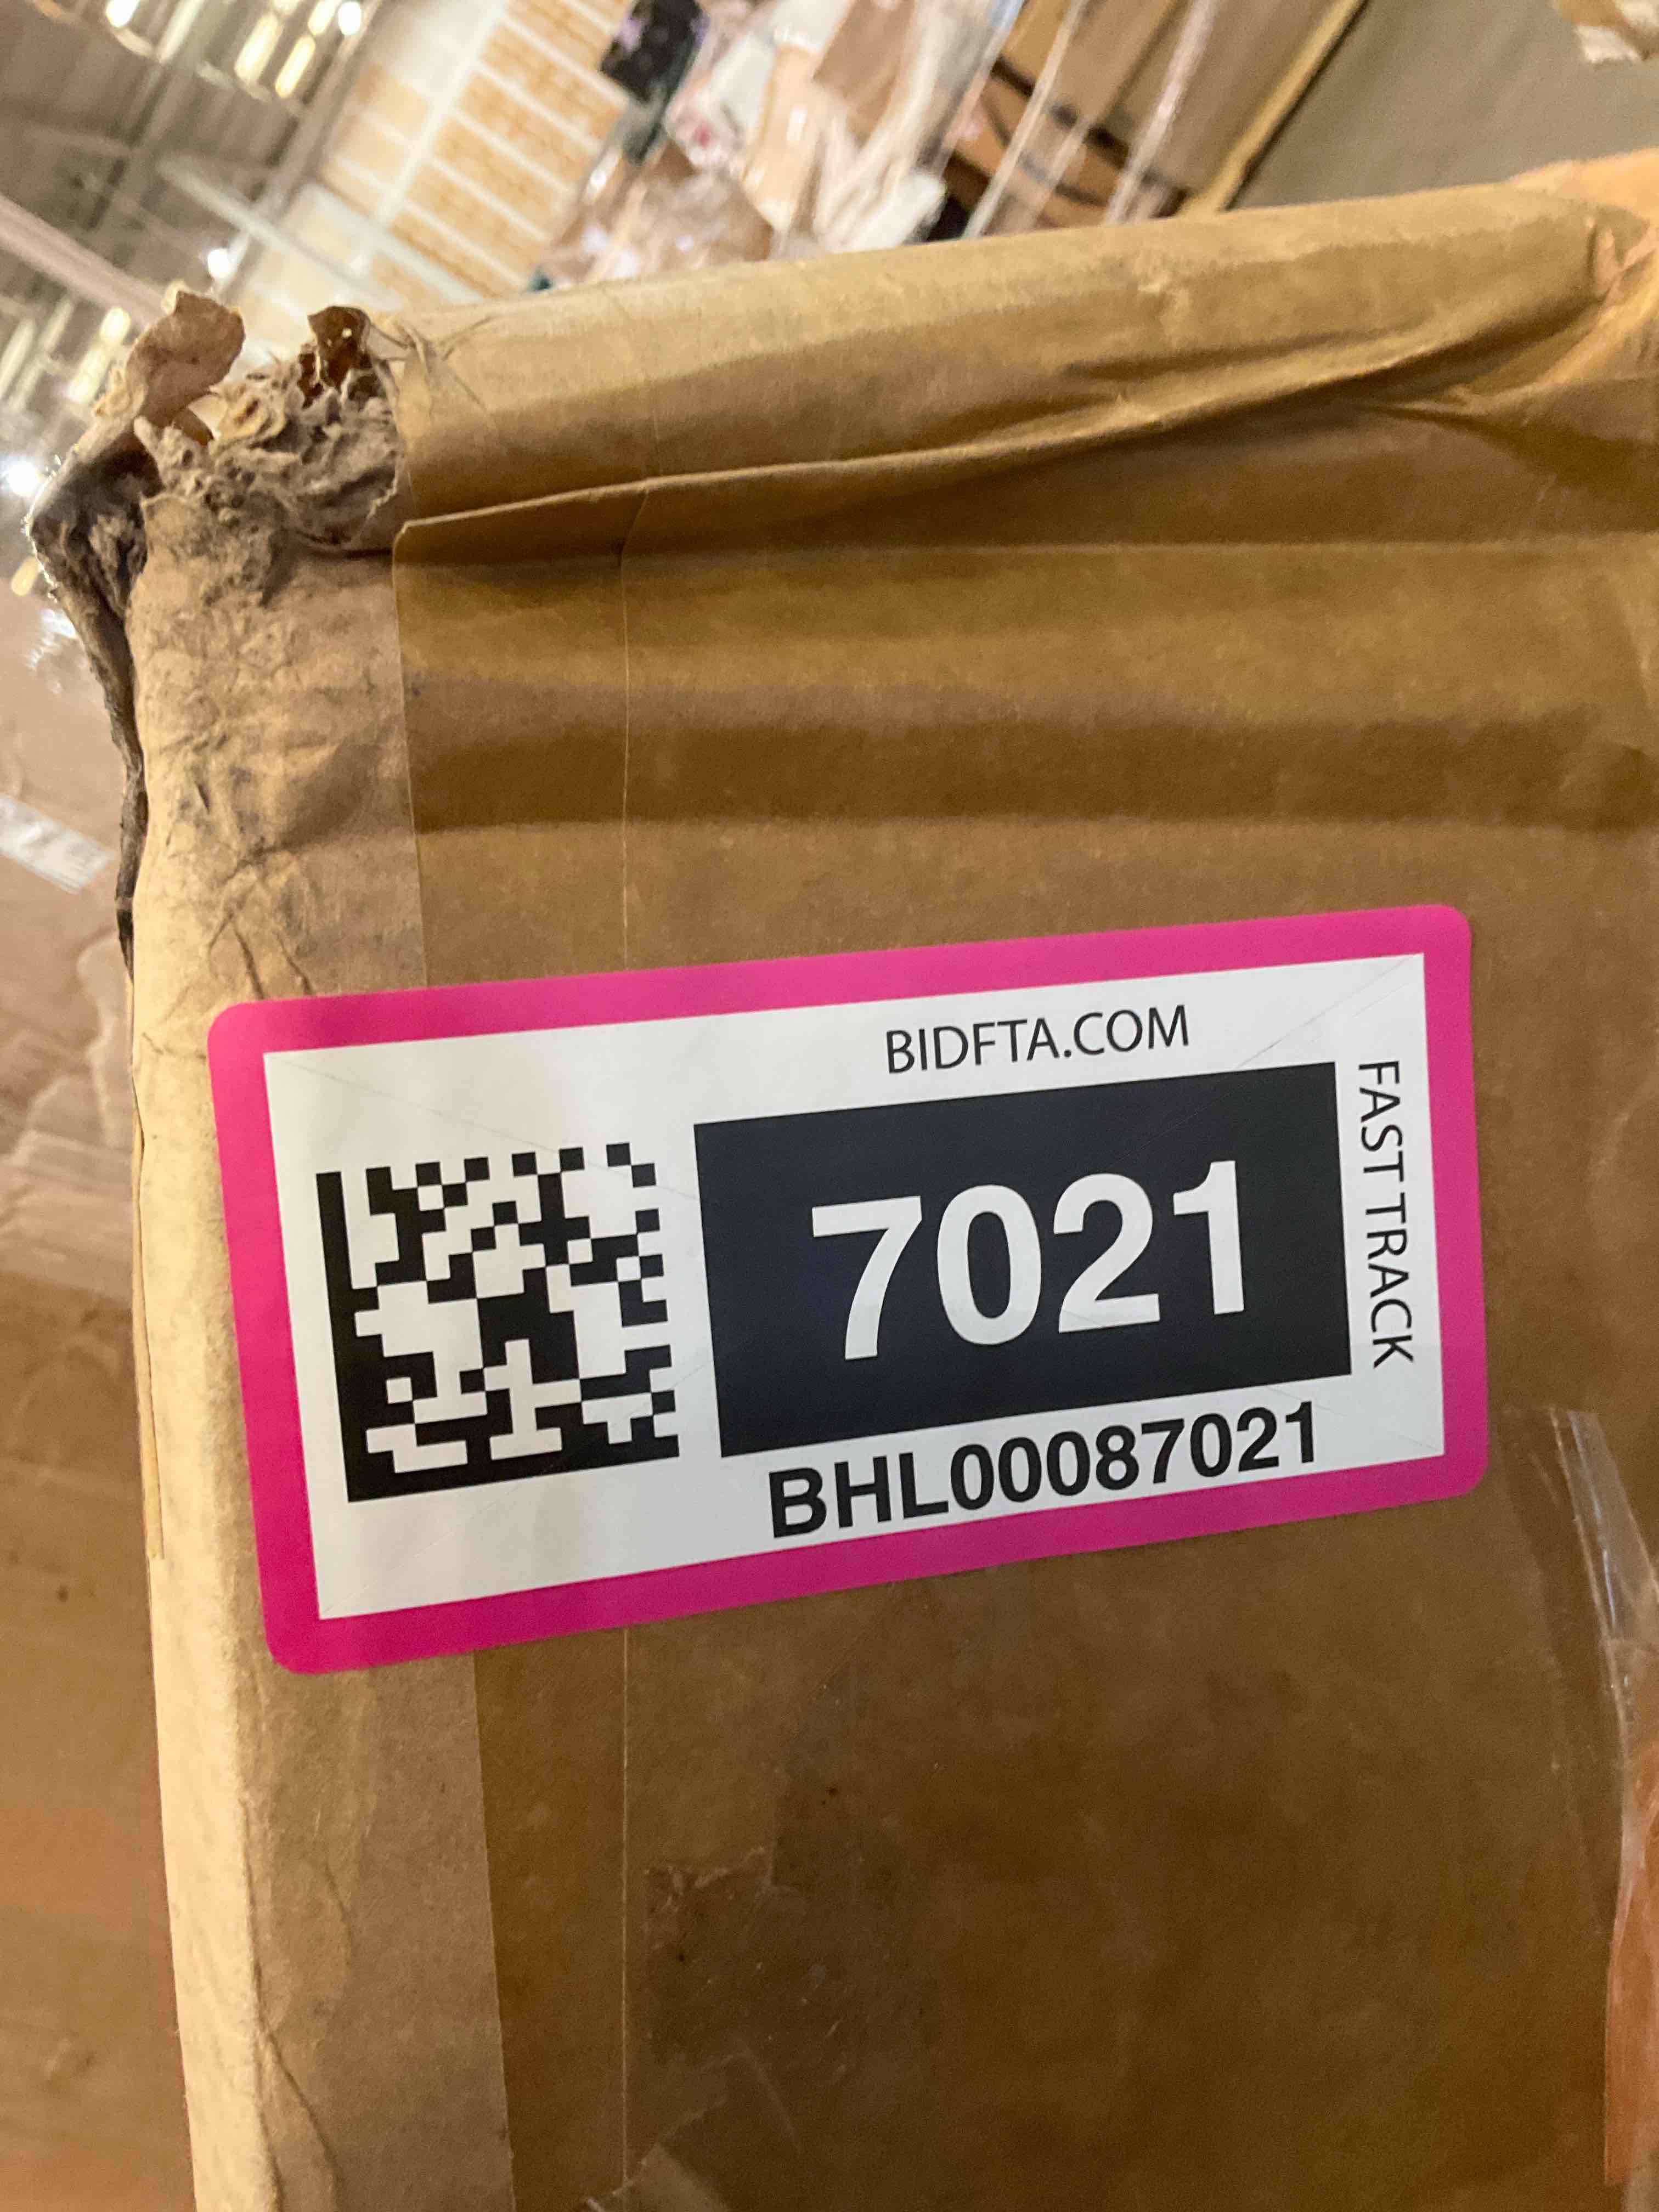 BIDFTA.COM
7021
FAST TRACK
BHL00087021